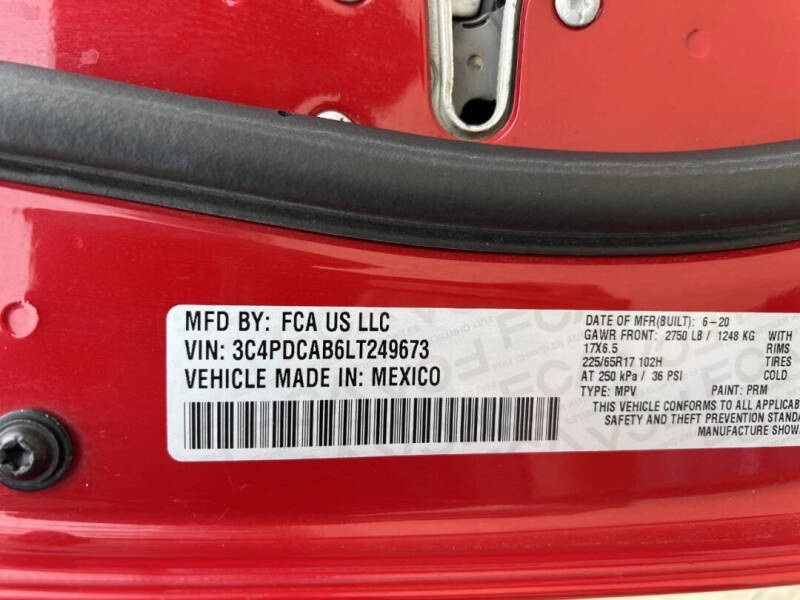 MFD BY: FCA US LLC
VIN: 3C4PDCAB6LT249673
VEHICLE MADE IN: MEXICO
DATE OF MFR(BUILT): 6-20
GAWR FRONT: 2750 LB / 1248 KG WITH
17X6.5 RIMS
225/65R17 102H TIRES
AT 250 kPa / 36 PSI COLD
TYPE: MPV PAINT: PRM
THIS VEHICLE CONFORMS TO ALL APPLICAB
SAFETY AND THEFT PREVENTION STANDA
MANUFACTURE SHOW